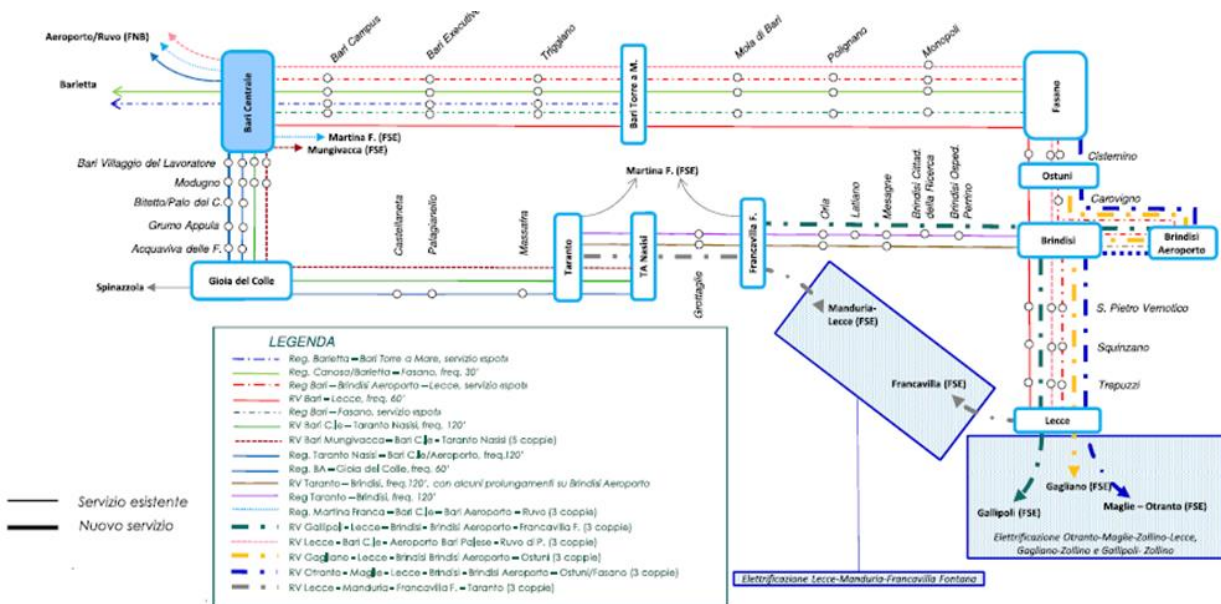 Aeroporto/Ruvo (FNB)
Barletta
Bari Centrale
Bari Campus
Bari Executive
Triggiano
Bari Torre a M.
Mola di Bari
Polignano
Monopoli
Fasano
Martina F. (FSE)
Mungivacca (FSE)
Bari Villaggio del Lavoratore
Modugno
Bitetto/Palo del C.
Grumo Appula
Acquaviva delle F.
Gioia del Colle
Spinazzola
Castellaneta
Palagianello
Massafra
Taranto
TA Nasisi
Martina F. (FSE)
Grottaglie
Francavilla F.
Oria
Latiano
Mesagne
Brindisi Cittad.
della Ricerca
Brindisi Osped.
Perrino
Cisternino
Ostuni
Carovigno
Brindisi
Brindisi
Aeroporto
S. Pietro Vernotico
Squinzano
Trepuzzi
Lecce
Manduria-
Lecce (FSE)
Francavilla (FSE)
Gagliano (FSE)
Gallipoli (FSE)
Maglie – Otranto (FSE)
Elettrificazione Otranto-Maglie-Zollino-Lecce,
Gagliano-Zollino e Gallipoli- Zollino
Elettrificazione Lecce-Manduria-Francavilla Fontana
LEGENDA
Reg. Barletta – Bari Torre a Mare, servizio spotx
Reg. Canosa/Barletta – Fasano, freq. 30'
Reg Bari – Brindisi Aeroporto – Lecce, servizio spotx
RV Bari – Lecce, freq. 60'
Reg Bari – Fasano, servizio spotx
RV Bari C.le – Taranto Nasisi, freq. 120'
RV Bari Mungivacca – Bari C.le - Taranto Nasisi (5 coppie)
Reg. Taranto Nasisi – Bari C.le/Aeroporto, freq.120'
Reg. BA – Gioia del Colle, freq. 60'
RV Taranto – Brindisi, freq.120', con alcuni prolungamenti su Brindisi Aeroporto
Reg Taranto – Brindisi, freq. 120'
Reg. Martina Franca – Bari C.le – Bari Aeroporto – Ruvo (3 coppie)
RV Gallipoli - Lecce – Brindisi - Brindisi Aeroporto – Francavilla F. (3 coppie)
RV Lecce – Bari C.le – Aeroporto Bari Palese – Ruvo di P. (3 coppie)
RV Gagliano – Lecce – Brindisi Brindisi Aeroporto – Ostuni (3 coppie)
RV Otranto – Maglie – Lecce – Brindisi – Brindisi Aeroporto – Ostuni/Fasano (3 coppie)
RV Lecce – Manduria – Francavilla F. – Taranto (3 coppie)
Servizio esistente
Nuovo servizio